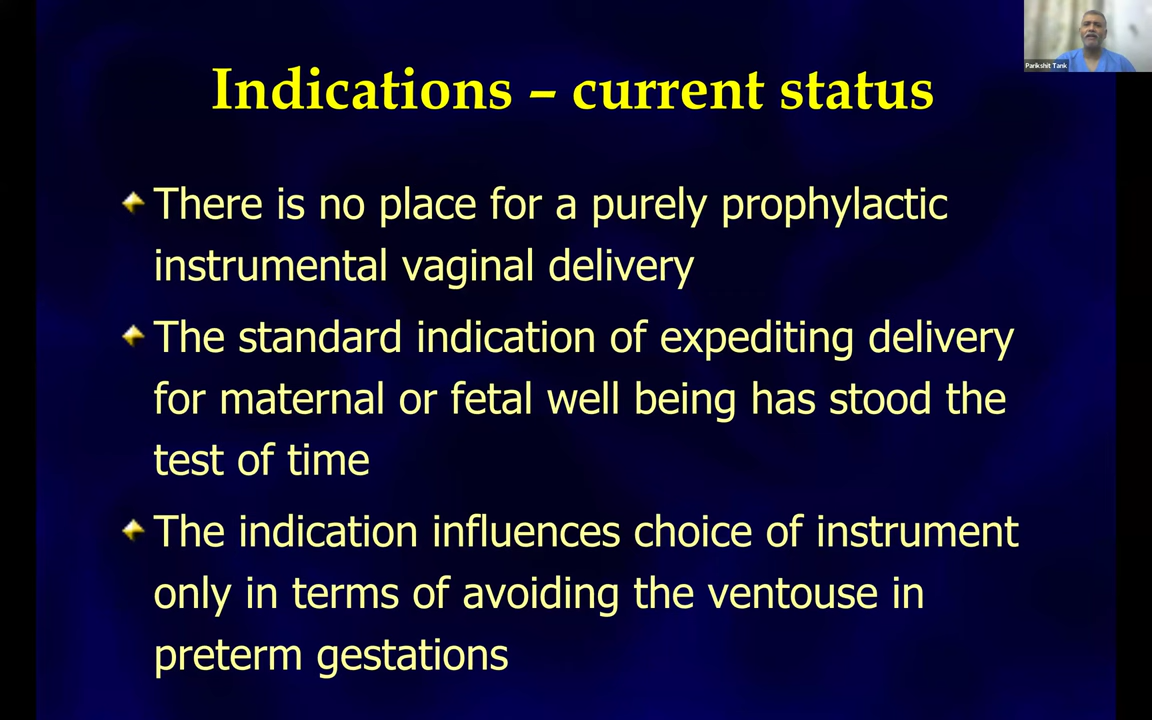 Parikshit Tank
Indications – current status
There is no place for a purely prophylactic
instrumental vaginal delivery
The standard indication of expediting delivery
for maternal or fetal well being has stood the
test of time
The indication influences choice of instrument
only in terms of avoiding the ventouse in
preterm gestations